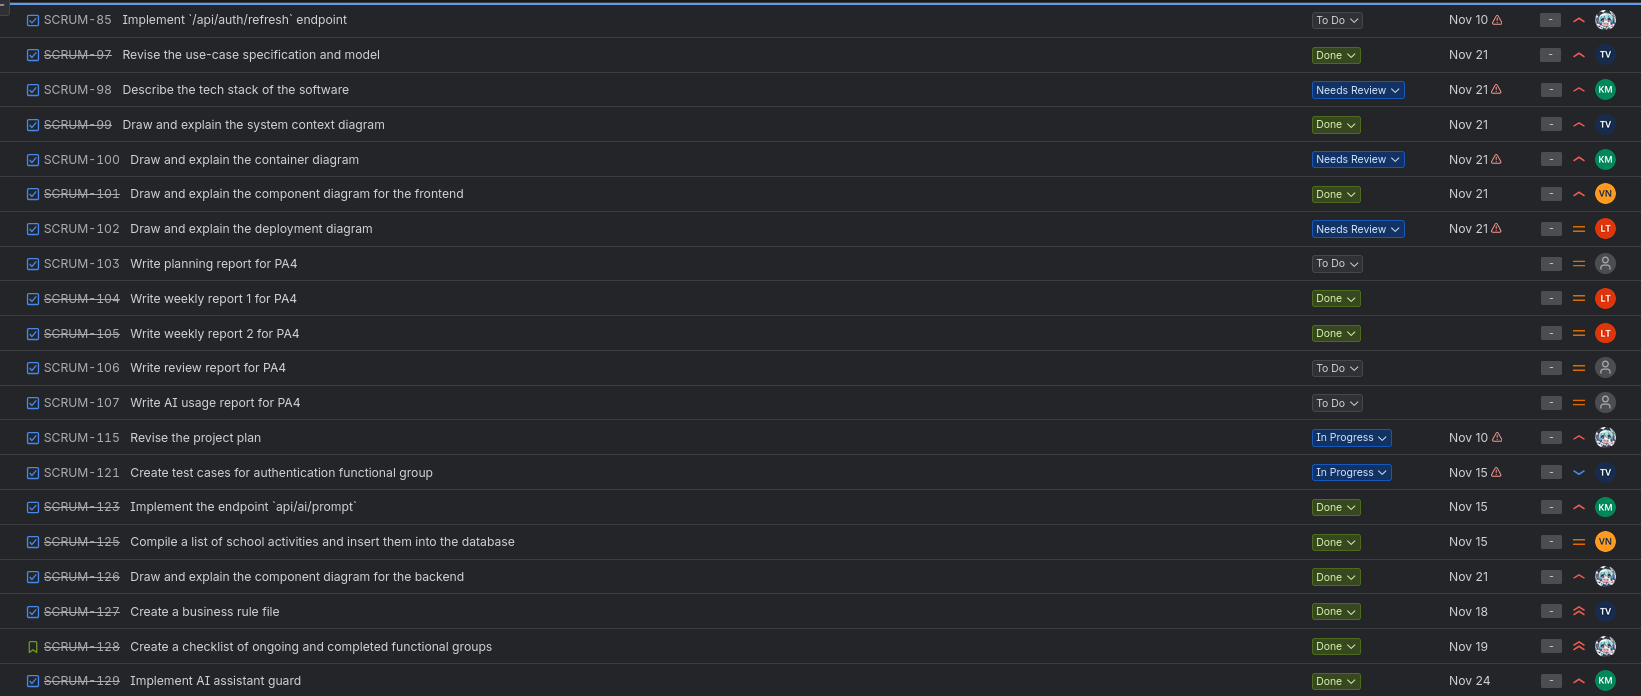 SCRUM-85 Implement `/api/auth/refresh` endpoint To Do Nov 10 -
SCRUM-97 Revise the use-case specification and model Done Nov 21 - TV
SCRUM-98 Describe the tech stack of the software Needs Review Nov 21 - KM
SCRUM-99 Draw and explain the system context diagram Done Nov 21 - TV
SCRUM-100 Draw and explain the container diagram Needs Review Nov 21 - KM
SCRUM-101 Draw and explain the component diagram for the frontend Done Nov 21 - VN
SCRUM-102 Draw and explain the deployment diagram Needs Review Nov 21 - LT
SCRUM-103 Write planning report for PA4 To Do -
SCRUM-104 Write weekly report 1 for PA4 Done - LT
SCRUM-105 Write weekly report 2 for PA4 Done - LT
SCRUM-106 Write review report for PA4 To Do -
SCRUM-107 Write AI usage report for PA4 To Do -
SCRUM-115 Revise the project plan In Progress Nov 10 -
SCRUM-121 Create test cases for authentication functional group In Progress Nov 15 - TV
SCRUM-123 Implement the endpoint `api/ai/prompt` Done Nov 15 - KM
SCRUM-125 Compile a list of school activities and insert them into the database Done Nov 15 - VN
SCRUM-126 Draw and explain the component diagram for the backend Done Nov 21 -
SCRUM-127 Create a business rule file Done Nov 18 - TV
SCRUM-128 Create a checklist of ongoing and completed functional groups Done Nov 19 -
SCRUM-129 Implement AI assistant guard Done Nov 24 - KM